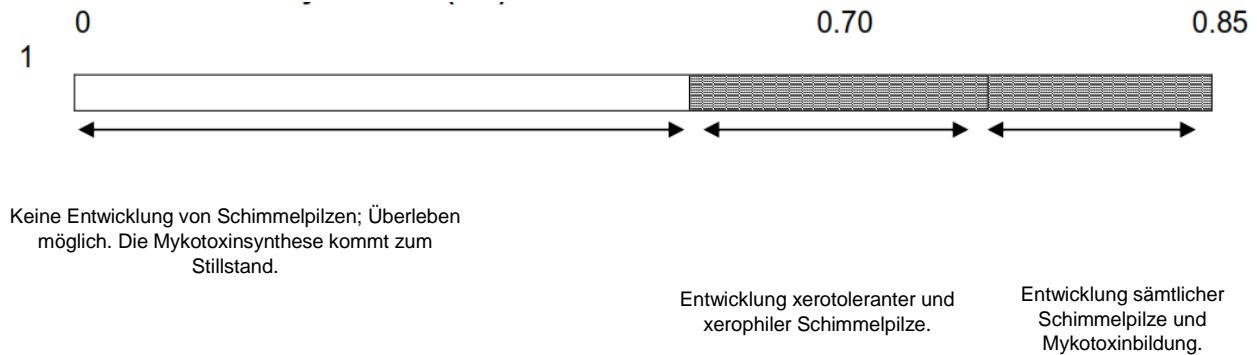 0 0.70 0.85
1
Keine Entwicklung von Schimmelpilzen; Überleben
möglich. Die Mykotoxinsynthese kommt zum
Stillstand.
Entwicklung xerotoleranter und
xerophiler Schimmelpilze.
Entwicklung sämtlicher
Schimmelpilze und
Mykotoxinbildung.